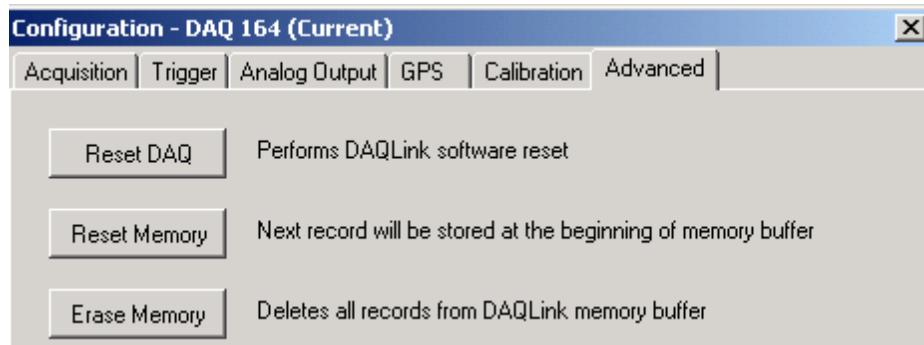 Configuration - DAQ 164 (Current)
Acquisition Trigger Analog Output GPS Calibration Advanced
Reset DAQ Performs DAQLink software reset
Reset Memory Next record will be stored at the beginning of memory buffer
Erase Memory Deletes all records from DAQLink memory buffer